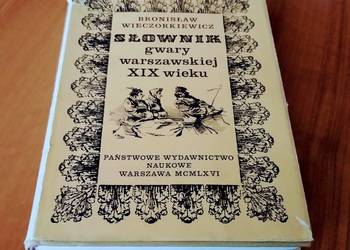 BRONISŁAW
WIECZORKIEWICZ
SŁOWNIK
gwary
warszawskiej
XIX wieku
PAŃSTWOWE WYDAWNICTWO
NAUKOWE
WARSZAWA MCMLXVI